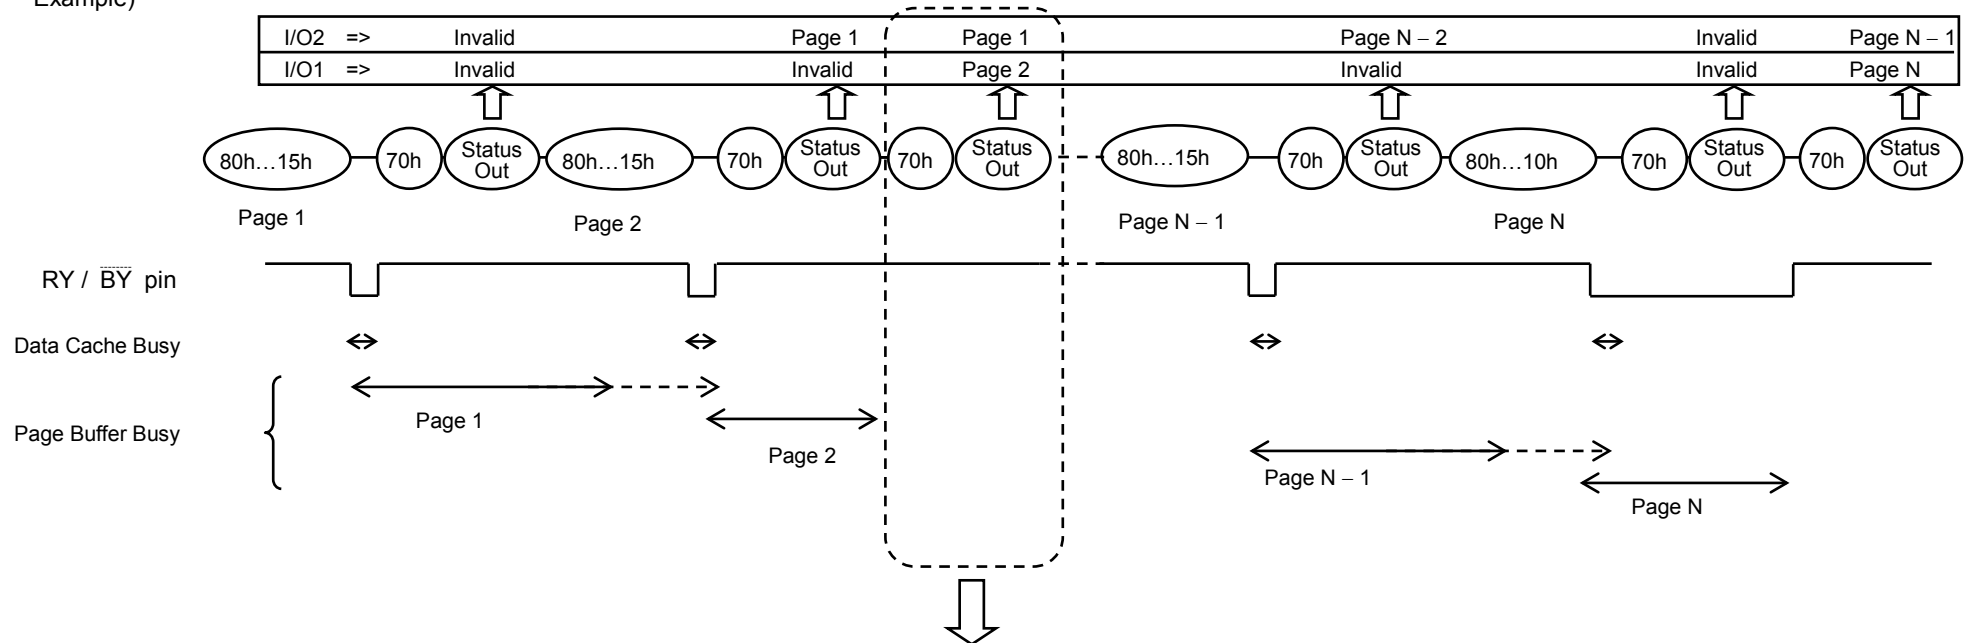 Example)
I/O2 => Invalid Page 1 Page 1 Page N – 2 Invalid Page N – 1
I/O1 => Invalid Invalid Page 2 Invalid Invalid Page N
80h…15h 70h Status Out 80h…15h 70h Status Out 70h Status Out 80h…15h 70h Status Out 80h…10h 70h Status Out 70h Status Out
Page 1 Page 2 Page N – 1 Page N
RY / B̅Y̅ pin
Data Cache Busy
Page Buffer Busy
Page 1
Page 2
Page N – 1
Page N